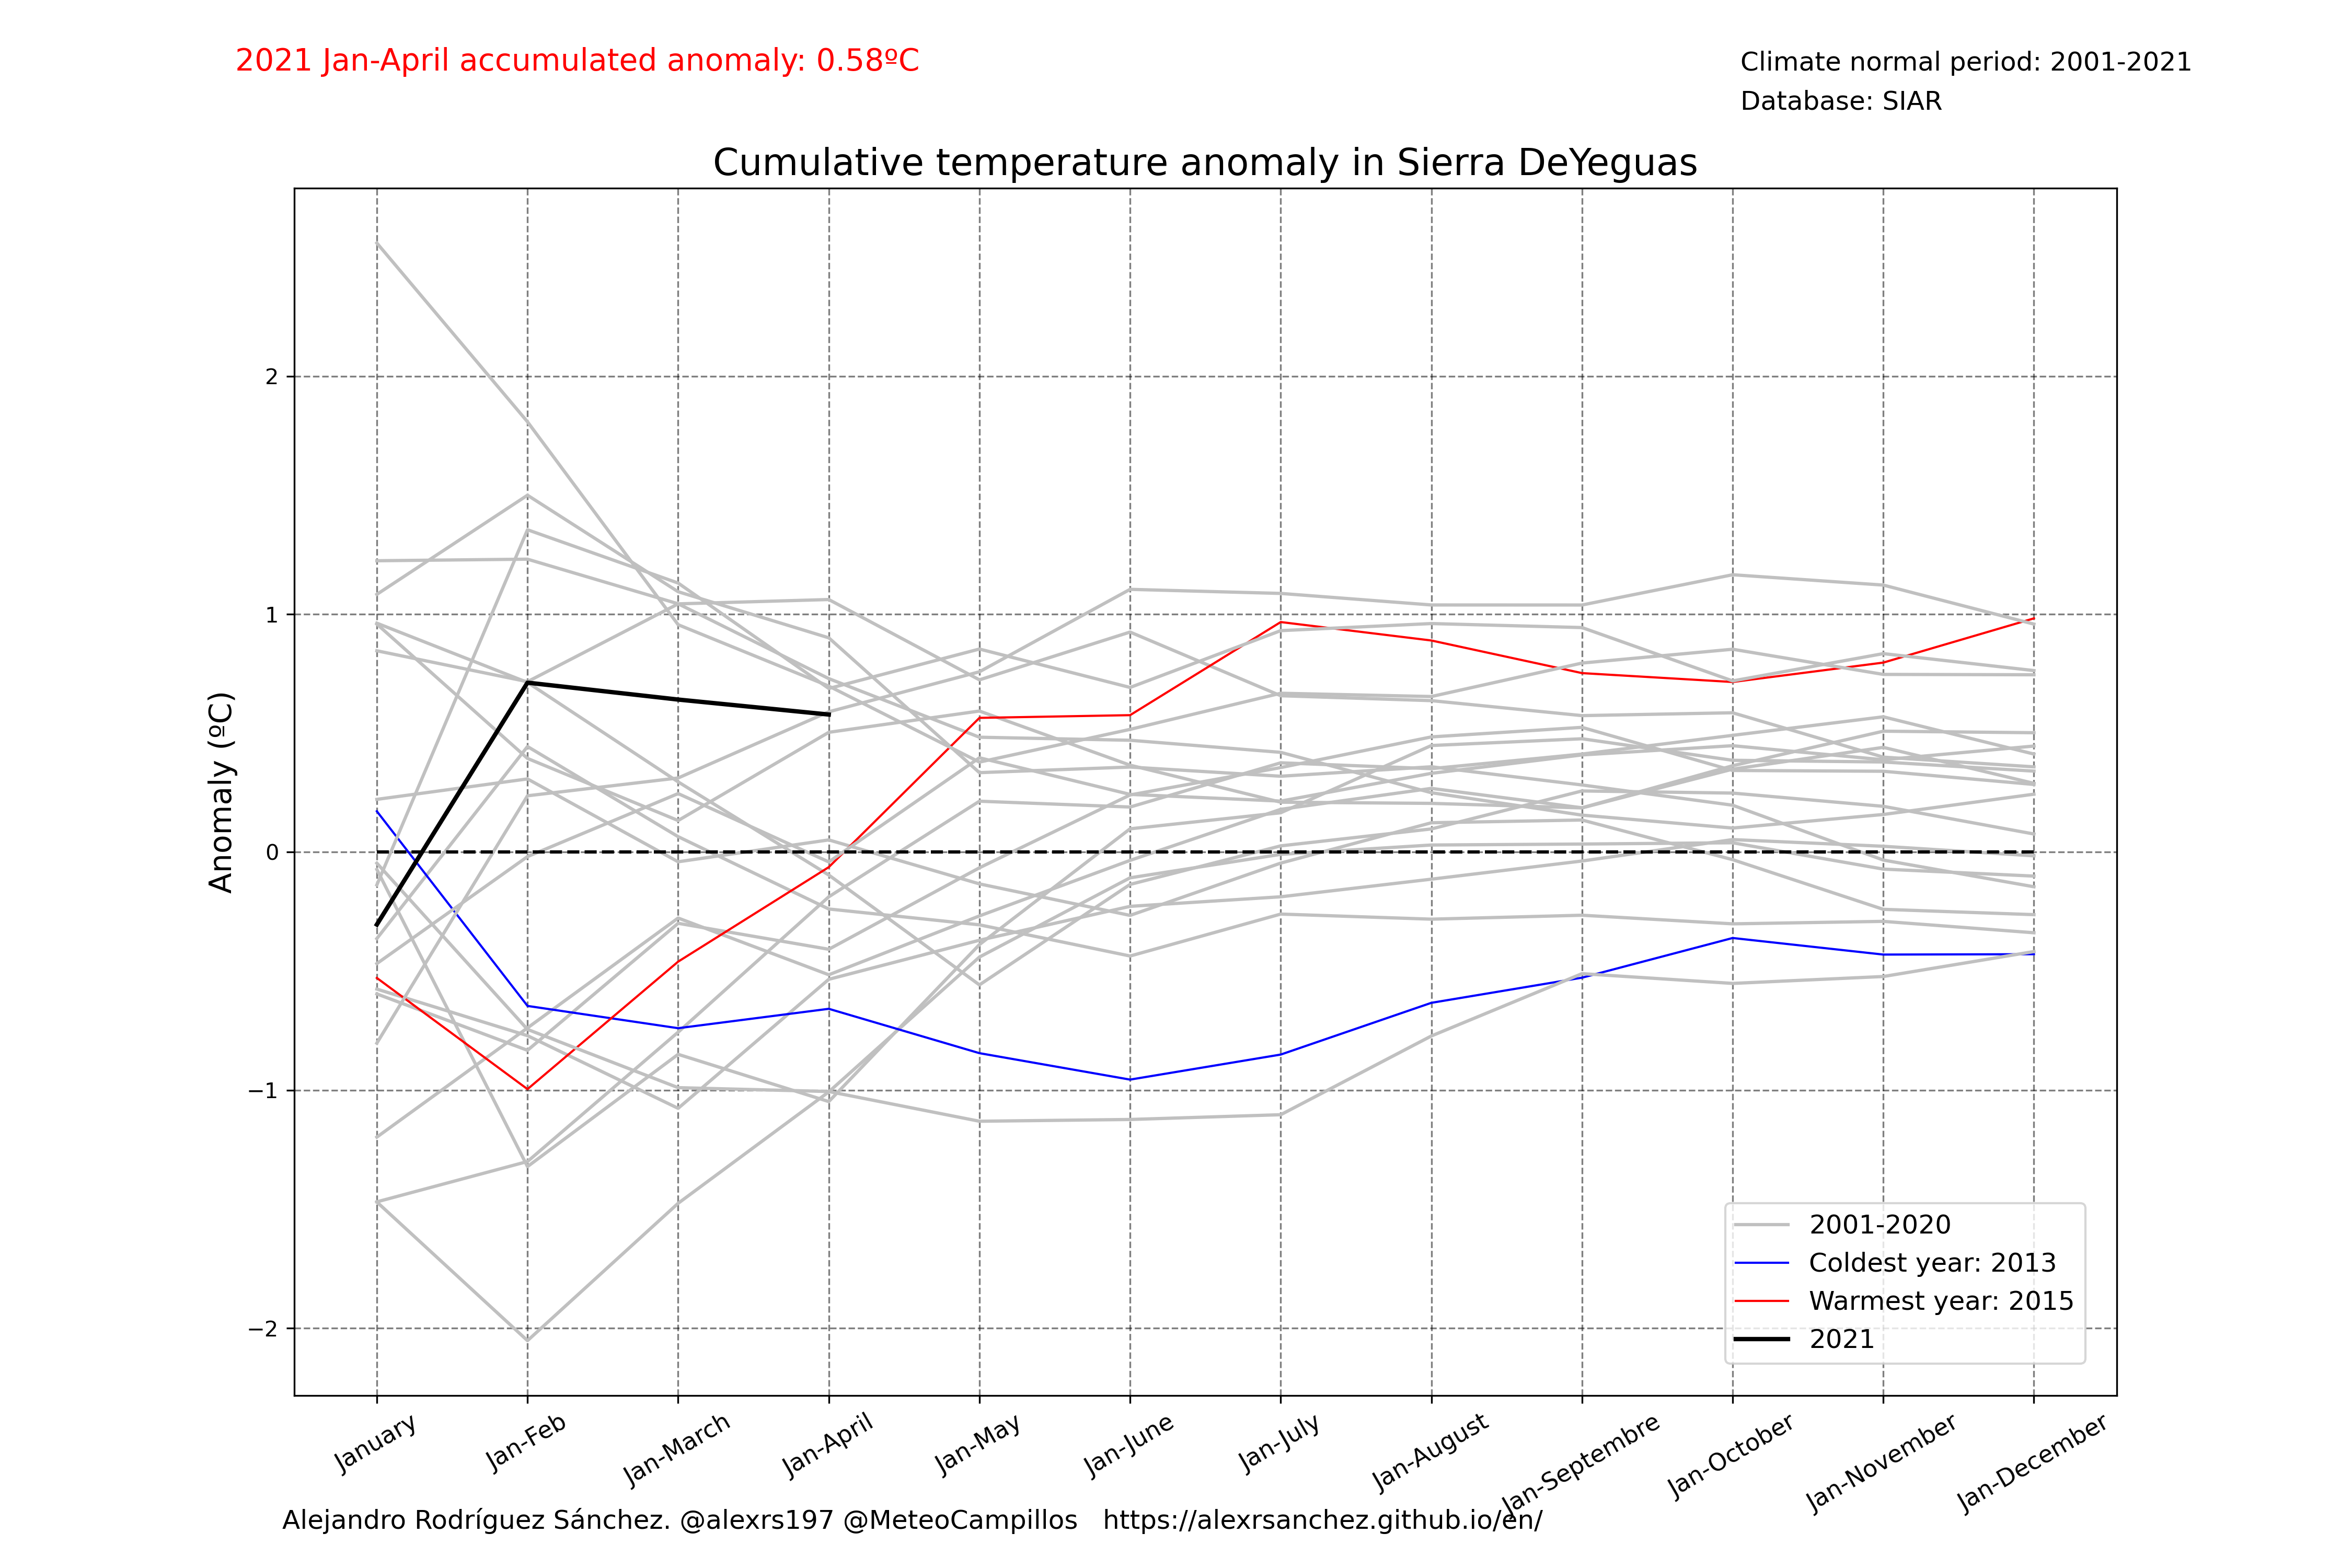 2021 Jan-April accumulated anomaly: 0.58ºC
Climate normal period: 2001-2021
Database: SIAR
Cumulative temperature anomaly in Sierra DeYeguas
Anomaly (ºC)
2
1
0
−1
−2
2001-2020
Coldest year: 2013
Warmest year: 2015
2021
January
Jan-Feb
Jan-March
Jan-April
Jan-May
Jan-June
Jan-July
Jan-August
Jan-Septembre
Jan-October
Jan-November
Jan-December
Alejandro Rodríguez Sánchez. @alexrs197 @MeteoCampillos https://alexrsanchez.github.io/en/